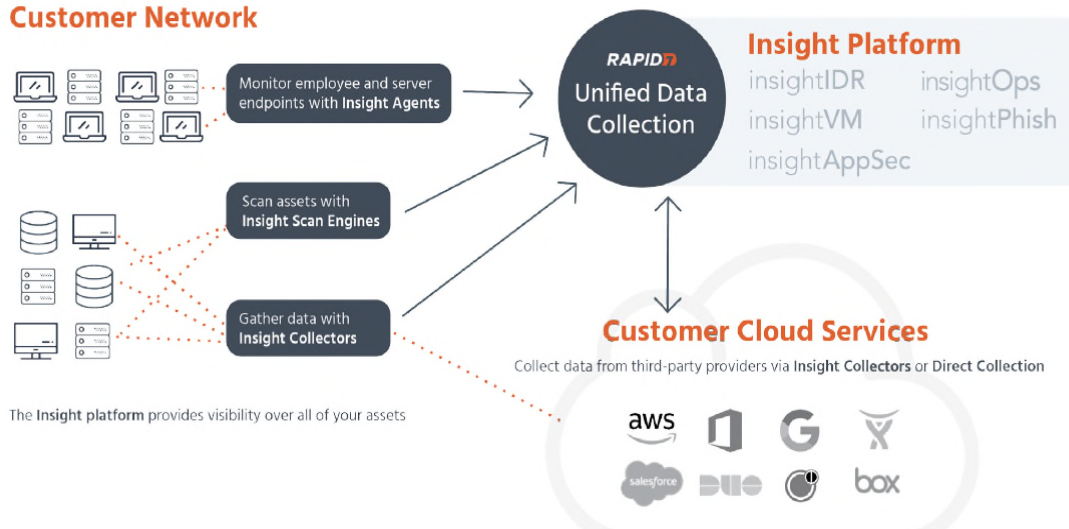 Customer Network
Monitor employee and server
endpoints with Insight Agents
Scan assets with
Insight Scan Engines
Gather data with
Insight Collectors
The Insight platform provides visibility over all of your assets
RAPID7
Unified Data
Collection
Insight Platform
insightIDR
insightOps
insightVM
insightPhish
insightAppSec
Customer Cloud Services
Collect data from third-party providers via Insight Collectors or Direct Collection
aws
G
salesforce
DUO
box